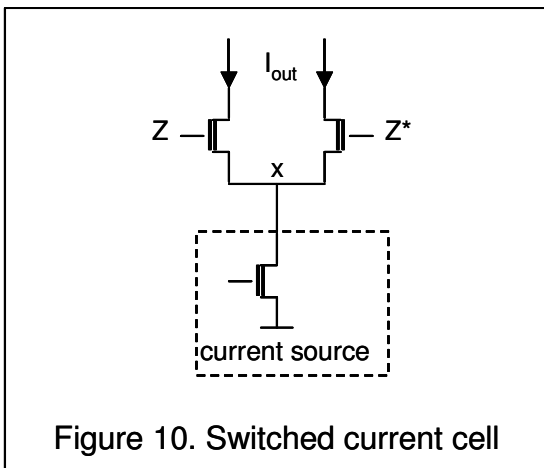 I_out
Z Z*
x
current source
Figure 10. Switched current cell